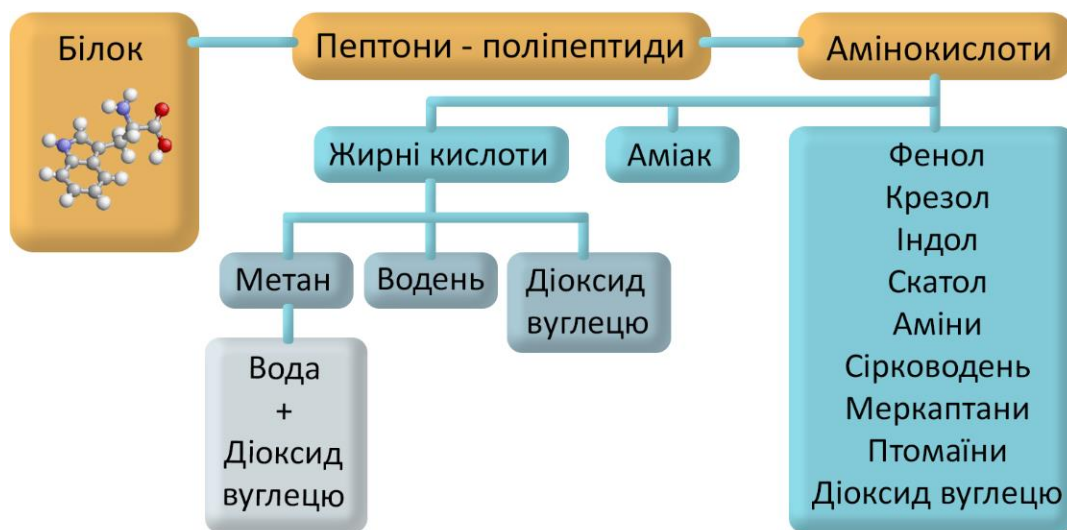 Білок
Пептони - поліпептиди
Амінокислоти
Жирні кислоти
Аміак
Фенол
Крезол
Індол
Скатол
Аміни
Сірководень
Меркаптани
Птомаїни
Діоксид вуглецю
Метан
Водень
Діоксид
вуглецю
Вода
+
Діоксид
вуглецю